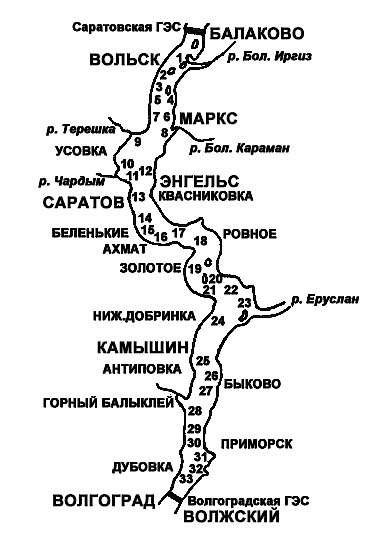 Саратовская ГЭС
БАЛАКОВО
1
ВОЛЬСК
р. Бол. Иргиз
2
3
5 4
7 6
МАРКС
8
р. Терешка
9
УСОВКА
р. Бол. Караман
10
11 12
р. Чардым
ЭНГЕЛЬС
КВАСНИКОВКА
13
САРАТОВ
14
15
16
17
18
БЕЛЕНЬКИЕ
РОВНОЕ
АХМАТ
ЗОЛОТОЕ
19
20
21
22
23
р. Еруслан
НИЖ.ДОБРИНКА
24
КАМЫШИН
25
АНТИПОВКА
26
БЫКОВО
27
ГОРНЫЙ БАЛЫКЛЕЙ
28
29
30
ПРИМОРСК
31
ДУБОВКА
32
33
ВОЛГОГРАД
Волгоградская ГЭС
ВОЛЖСКИЙ